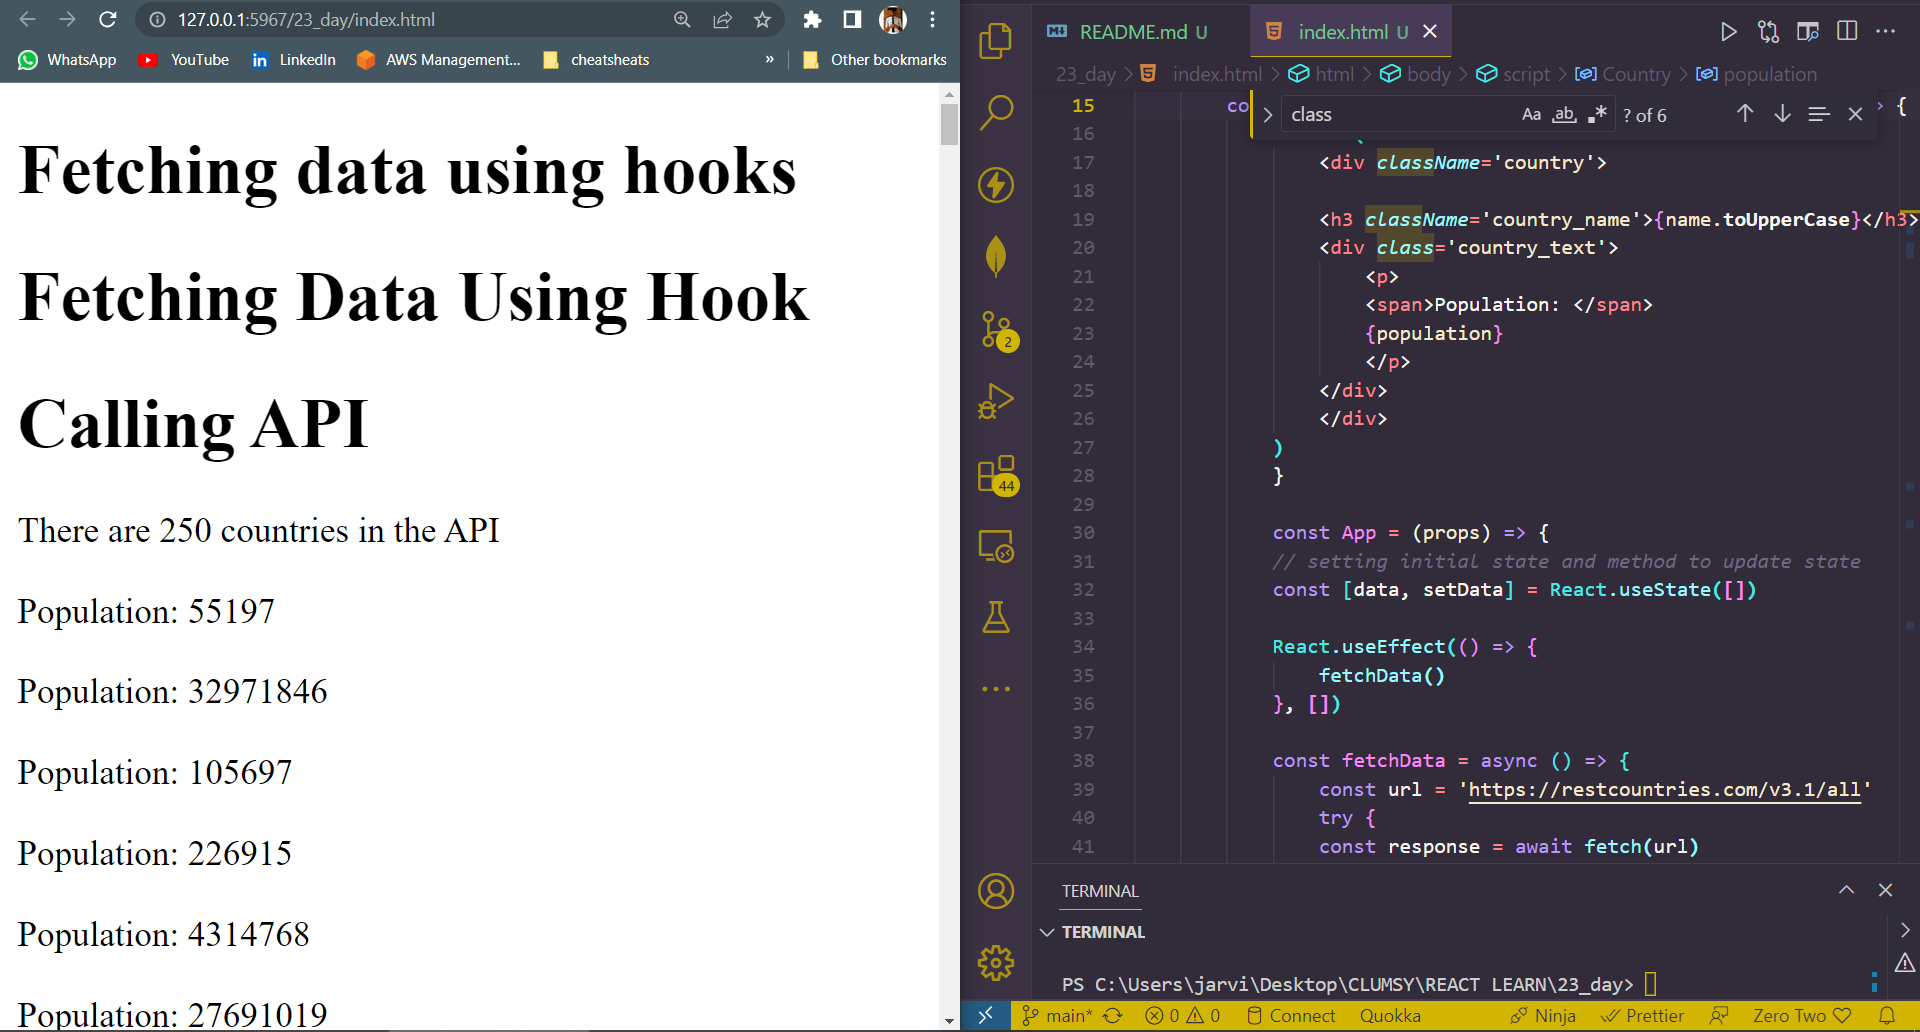 127.0.0.1:5967/23_day/index.html
WhatsApp YouTube LinkedIn AWS Management... cheatsheats » Other bookmarks
Fetching data using hooks
Fetching Data Using Hook
Calling API
There are 250 countries in the API
Population: 55197
Population: 32971846
Population: 105697
Population: 226915
Population: 4314768
Population: 27691019
README.md U index.html U
23_day > index.html > html > body > script > Country > population
class Aa ab .* ? of 6
15 co {
16
17 <div className='country'>
18
19 <h3 className='country_name'>{name.toUpperCase}</h3>
20 <div class='country_text'>
21 <p>
22 <span>Population: </span>
23 {population}
24 </p>
25 </div>
26 </div>
27 )
28 }
29
30 const App = (props) => {
31 // setting initial state and method to update state
32 const [data, setData] = React.useState([])
33
34 React.useEffect(() => {
35 fetchData()
36 }, [])
37
38 const fetchData = async () => {
39 const url = 'https://restcountries.com/v3.1/all'
40 try {
41 const response = await fetch(url)
2
44
TERMINAL
TERMINAL
PS C:\Users\jarvi\Desktop\CLUMSY\REACT LEARN\23_day>
main* 0 0 Connect Quokka Ninja Prettier Zero Two